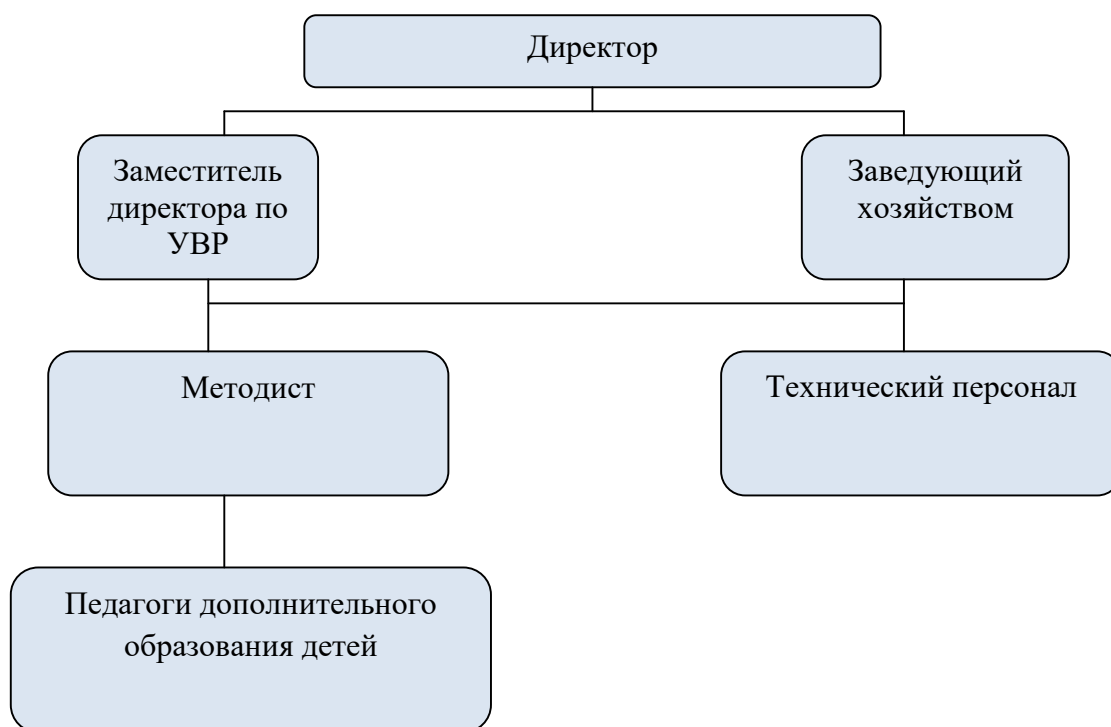 Директор
Заместитель
директора по
УВР
Заведующий
хозяйством
Методист
Технический персонал
Педагоги дополнительного
образования детей